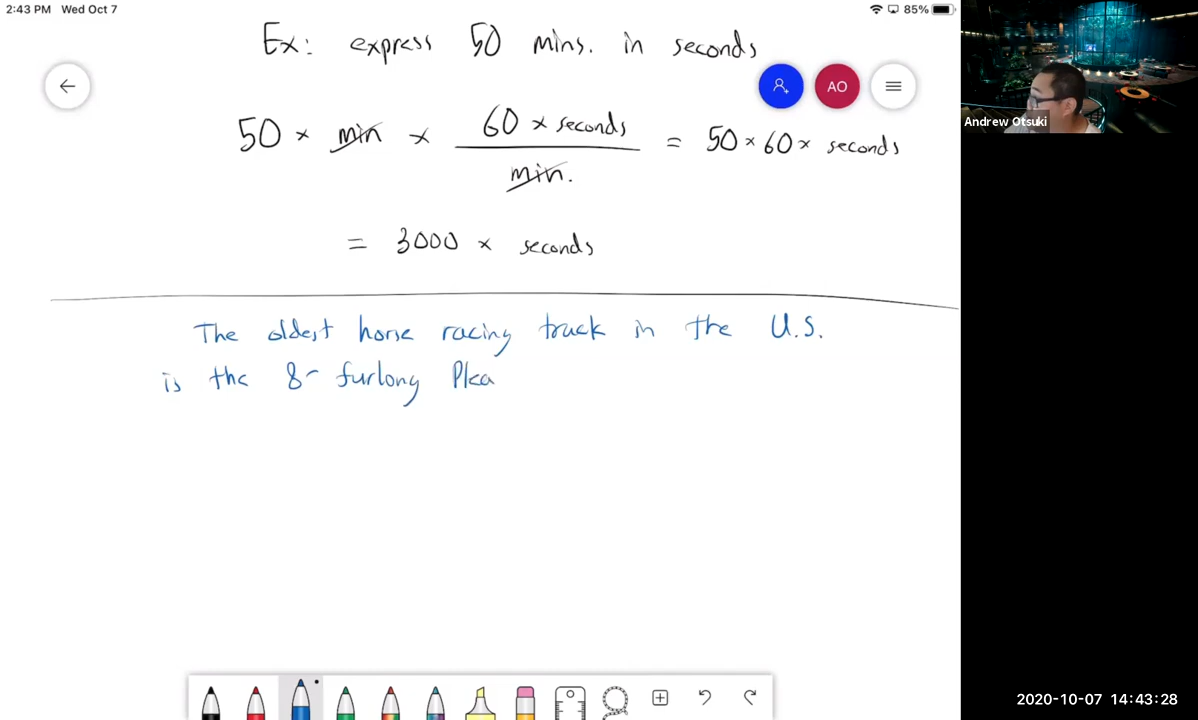 2:43 PM Wed Oct 7
85%
Ex: express 50 mins. in seconds
AO
Andrew Otsuki
50 × min × 60 × seconds / min. = 50 × 60 × seconds
= 3000 × seconds
The oldest horse racing track in the U.S.
is the 8- furlong Plea
2020-10-07 14:43:28